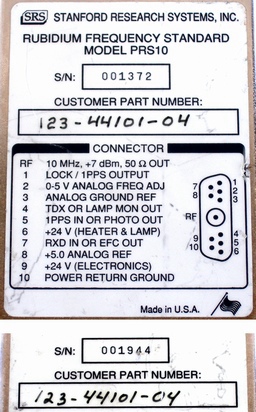 SRS STANFORD RESEARCH SYSTEMS, INC.
RUBIDIUM FREQUENCY STANDARD
MODEL PRS10
S/N: 001372
CUSTOMER PART NUMBER:
123-44101-04
CONNECTOR
RF 10 MHz, +7 dBm, 50 Ω OUT
1 LOCK / 1PPS OUTPUT
2 0-5 V ANALOG FREQ ADJ
3 ANALOG GROUND REF
4 TDX OR LAMP MON OUT
5 1PPS IN OR PHOTO OUT
6 +24 V (HEATER & LAMP)
7 RXD IN OR EFC OUT
8 +5.0 ANALOG REF
9 +24 V (ELECTRONICS)
10 POWER RETURN GROUND
7 1
8 2
3
RF
9 4
10 5
6
Made in U.S.A.
S/N: 001944
CUSTOMER PART NUMBER:
123-44101-04